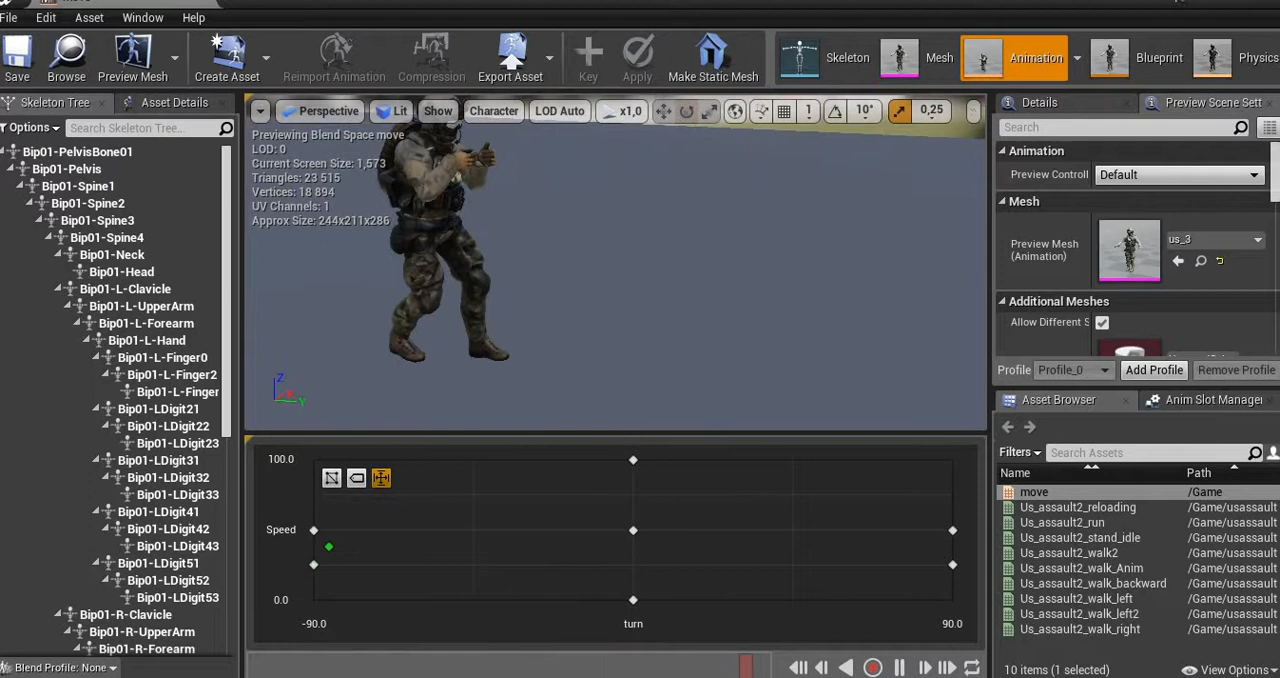 File Edit Asset Window Help
Save Browse Preview Mesh Create Asset Reimport Animation Compression Export Asset Key Apply Make Static Mesh Skeleton Mesh Animation Blueprint Physics
Skeleton Tree Asset Details
Options Search Skeleton Tree...
Bip01-PelvisBone01
Bip01-Pelvis
Bip01-Spine1
Bip01-Spine2
Bip01-Spine3
Bip01-Spine4
Bip01-Neck
Bip01-Head
Bip01-L-Clavicle
Bip01-L-UpperArm
Bip01-L-Forearm
Bip01-L-Hand
Bip01-L-Finger0
Bip01-L-Finger2
Bip01-L-Finger
Bip01-LDigit21
Bip01-LDigit22
Bip01-LDigit23
Bip01-LDigit31
Bip01-LDigit32
Bip01-LDigit33
Bip01-LDigit41
Bip01-LDigit42
Bip01-LDigit43
Bip01-LDigit51
Bip01-LDigit52
Bip01-LDigit53
Bip01-R-Clavicle
Bip01-R-UpperArm
Bip01-R-Forearm
Blend Profile: None
Perspective Lit Show Character LOD Auto x1,0 1 10° 0,25
Previewing Blend Space move
LOD: 0
Current Screen Size: 1,573
Triangles: 23 515
Vertices: 18 894
UV Channels: 1
Approx Size: 244x211x286
Z
Y
100.0
Speed
0.0
-90.0 turn 90.0
Details Preview Scene Sett
Search
Animation
Preview Controll Default
Mesh
Preview Mesh
(Animation)
us_3
Additional Meshes
Allow Different S
Profile Profile_0 Add Profile Remove Profile
Asset Browser Anim Slot Manager
Filters Search Assets
Name Path
move /Game
Us_assault2_reloading /Game/usassault
Us_assault2_run /Game/usassault
Us_assault2_stand_idle /Game/usassault
Us_assault2_walk2 /Game/usassault
Us_assault2_walk_Anim /Game/usassault
Us_assault2_walk_backward /Game/usassault
Us_assault2_walk_left /Game/usassault
Us_assault2_walk_left2 /Game/usassault
Us_assault2_walk_right /Game/usassault
10 items (1 selected) View Options